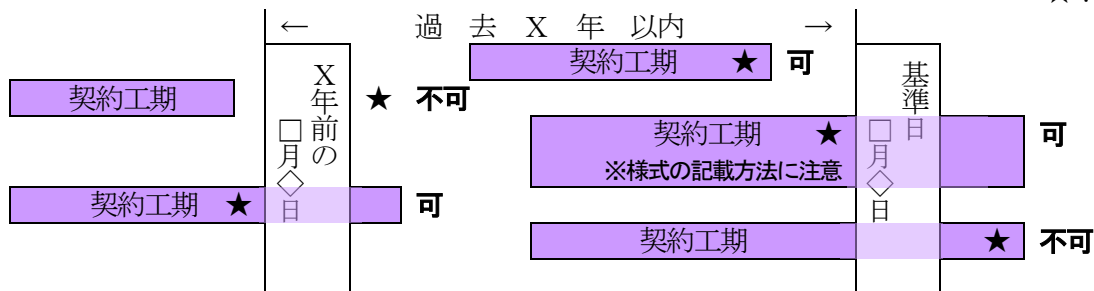 ← 過去X年以内 →
契約工期 ★ 可
契約工期
X年前の
□月◇日
★ 不可
基準日
□月◇日
契約工期 ★
※様式の記載方法に注意
可
契約工期 ★ 可
契約工期 ★ 不可